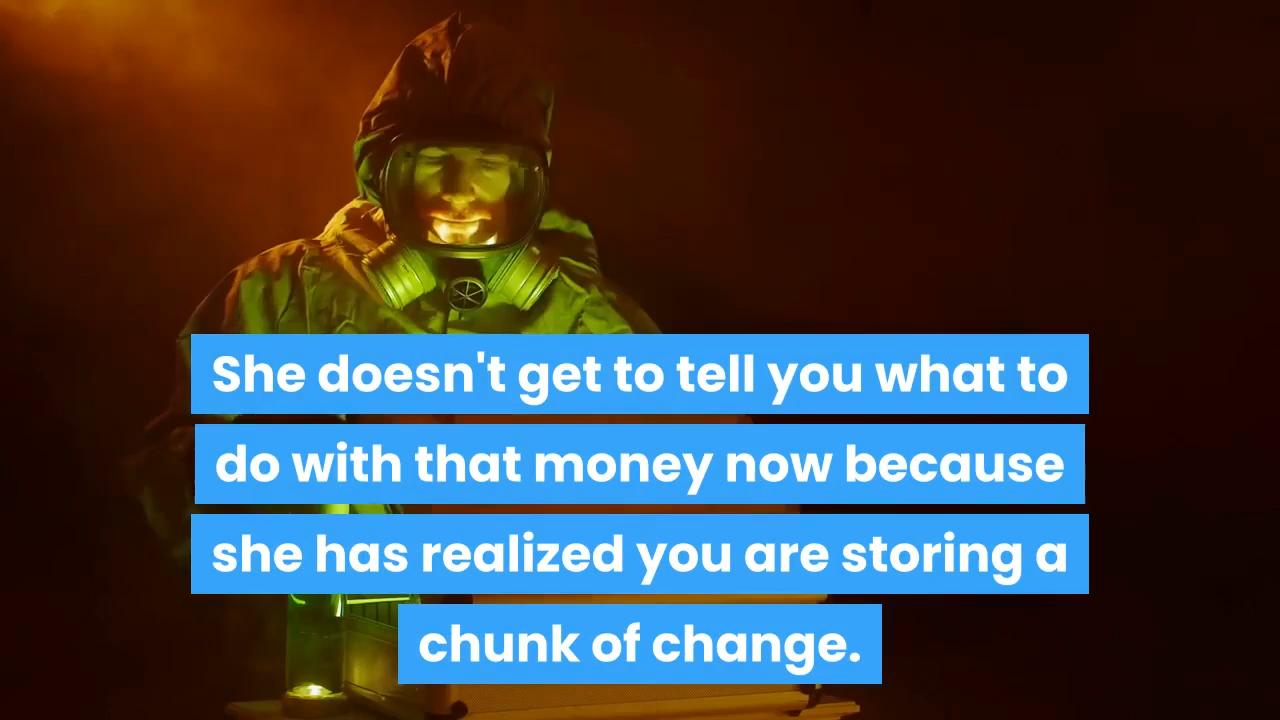 She doesn't get to tell you what to
do with that money now because
she has realized you are storing a
chunk of change.